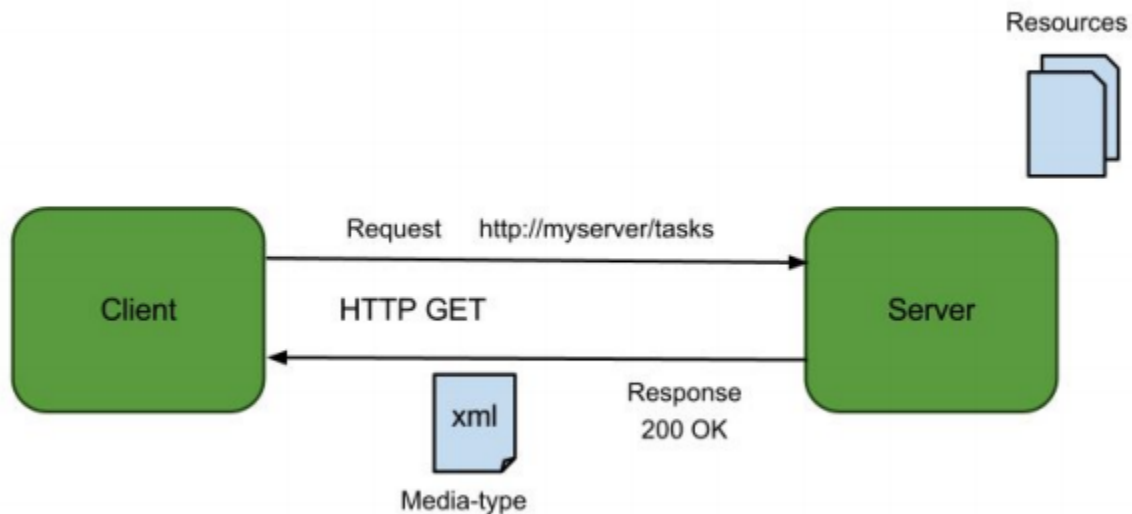 Resources
Request http://myserver/tasks
Client
HTTP GET
Server
Response
200 OK
xml
Media-type